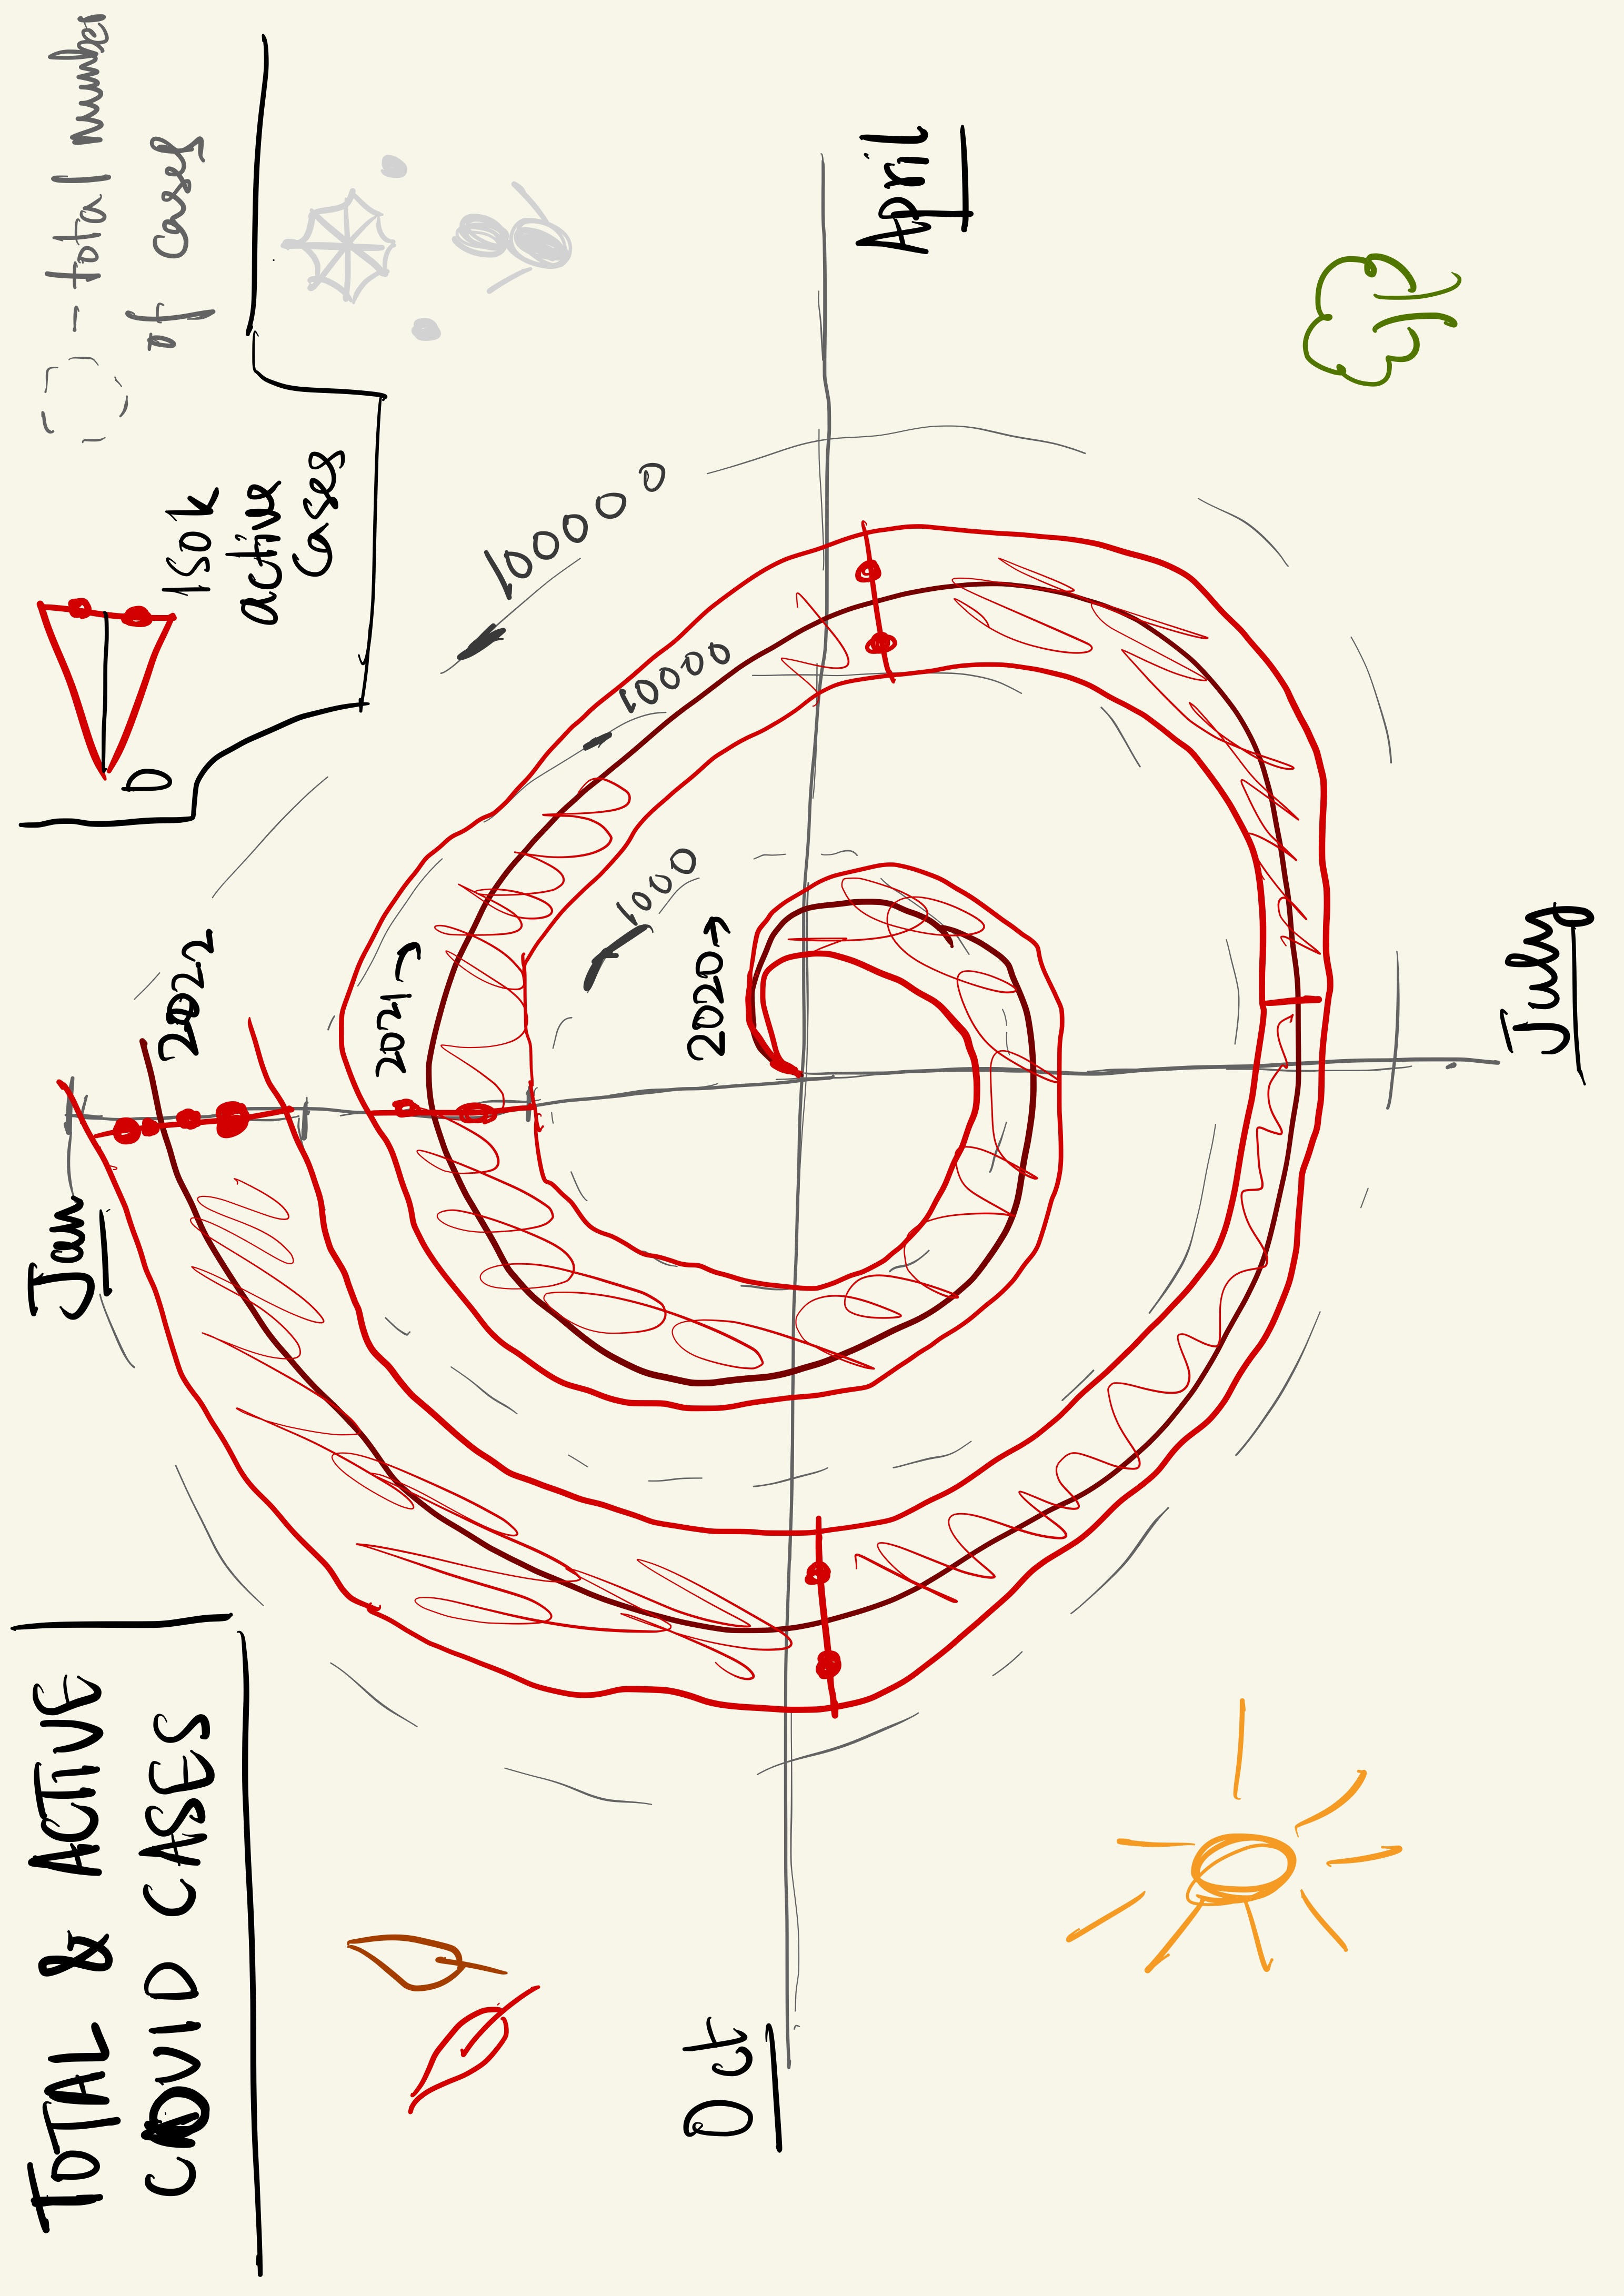 TOTAL & ACTIVE
COVID CASES
Jan
0
150k
active
cases
- total number
of cases
2022
2021→
2020→
1000
10000
100000
Oct
April
July